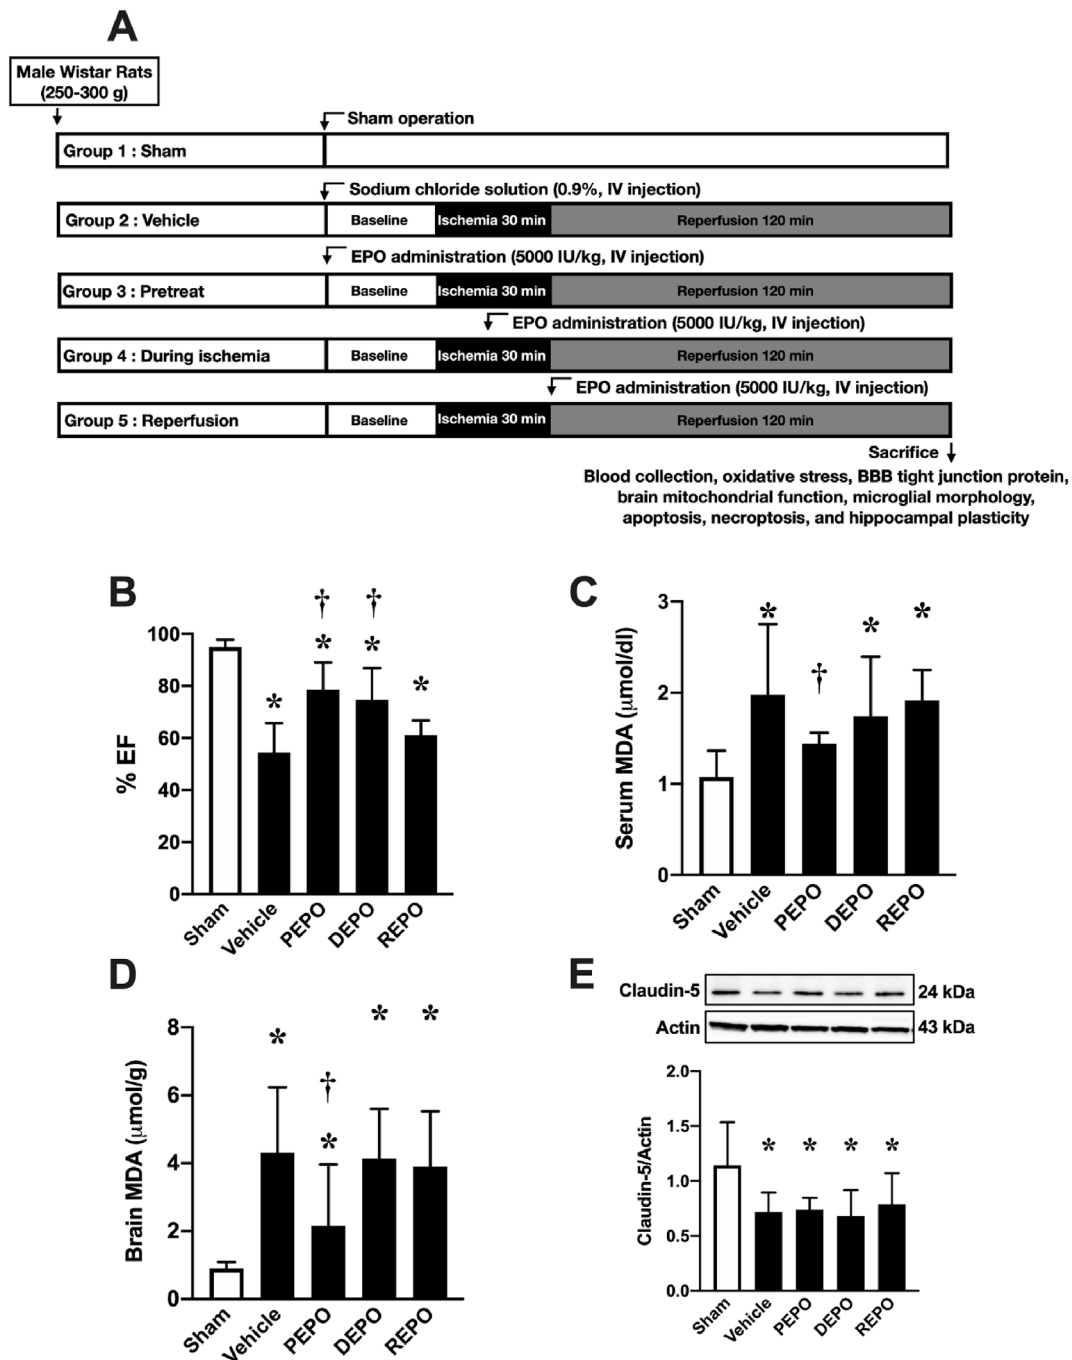 A
Male Wistar Rats
(250-300 g)
Sham operation
Group 1 : Sham
Sodium chloride solution (0.9%, IV injection)
Group 2 : Vehicle
Baseline
Ischemia 30 min
Reperfusion 120 min
EPO administration (5000 IU/kg, IV injection)
Group 3 : Pretreat
Baseline
Ischemia 30 min
Reperfusion 120 min
EPO administration (5000 IU/kg, IV injection)
Group 4 : During ischemia
Baseline
Ischemia 30 min
Reperfusion 120 min
EPO administration (5000 IU/kg, IV injection)
Group 5 : Reperfusion
Baseline
Ischemia 30 min
Reperfusion 120 min
Sacrifice
Blood collection, oxidative stress, BBB tight junction protein,
brain mitochondrial function, microglial morphology,
apoptosis, necroptosis, and hippocampal plasticity
B
% EF
100
80
60
40
20
0
*
†
*
†
*
*
Sham
Vehicle
PEPO
DEPO
REPO
C
Serum MDA (μmol/dl)
3
2
1
0
*
†
*
*
Sham
Vehicle
PEPO
DEPO
REPO
D
Brain MDA (μmol/g)
8
6
4
2
0
*
†
*
*
*
Sham
Vehicle
PEPO
DEPO
REPO
E
Claudin-5
24 kDa
Actin
43 kDa
Claudin-5/Actin
2.0
1.5
1.0
0.5
0.0
*
*
*
*
Sham
Vehicle
PEPO
DEPO
REPO